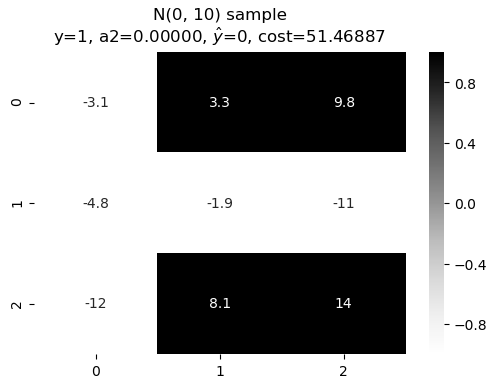 N(0, 10) sample
y=1, a2=0.00000, ŷ=0, cost=51.46887
0 -3.1 3.3 9.8
1 -4.8 -1.9 -11
2 -12 8.1 14
0 1 2
0.8
0.4
0.0
−0.4
−0.8